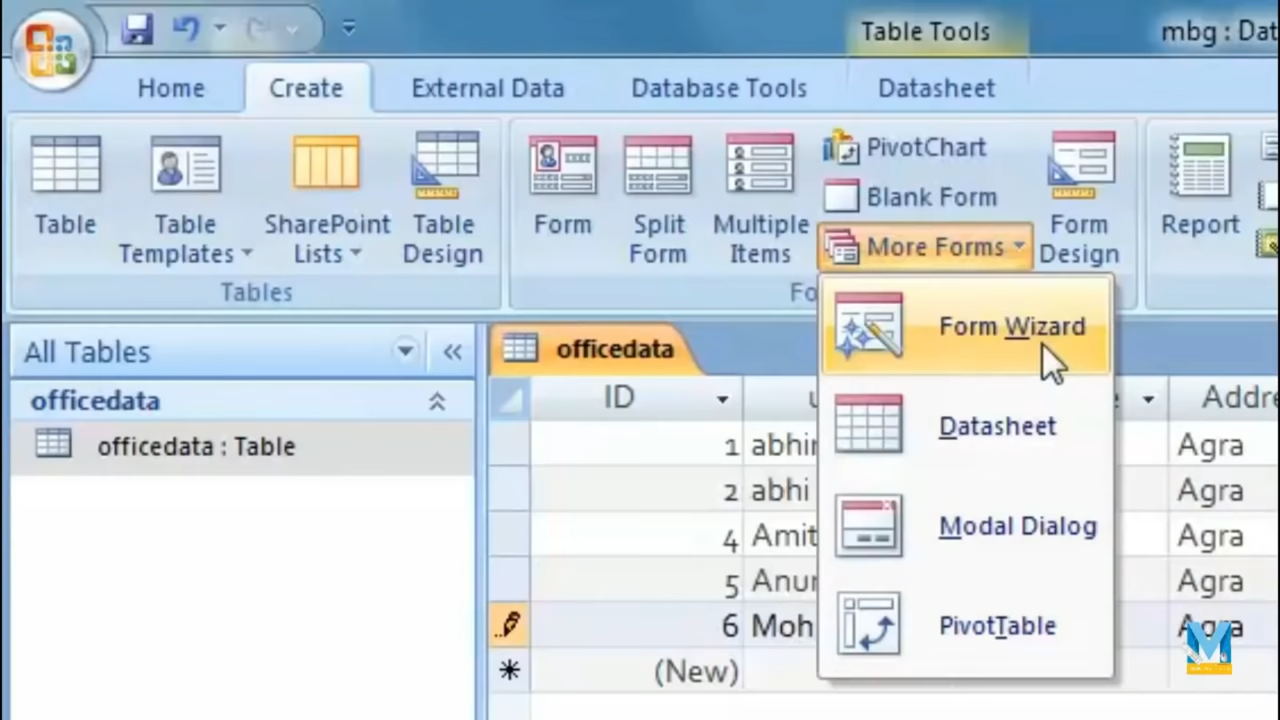 Table Tools
mbg : Dat
Home
Create
External Data
Database Tools
Datasheet
Table
Table Templates
SharePoint Lists
Table Design
Tables
Form
Split Form
Multiple Items
PivotChart
Blank Form
More Forms
Form Design
Fo
Report
Form Wizard
Datasheet
Modal Dialog
PivotTable
All Tables
officedata
officedata : Table
officedata
ID
u
e
Addre
1 abhin Agra
2 abhi Agra
4 Amit Agra
5 Anur Agra
6 Moh Agra
(New)